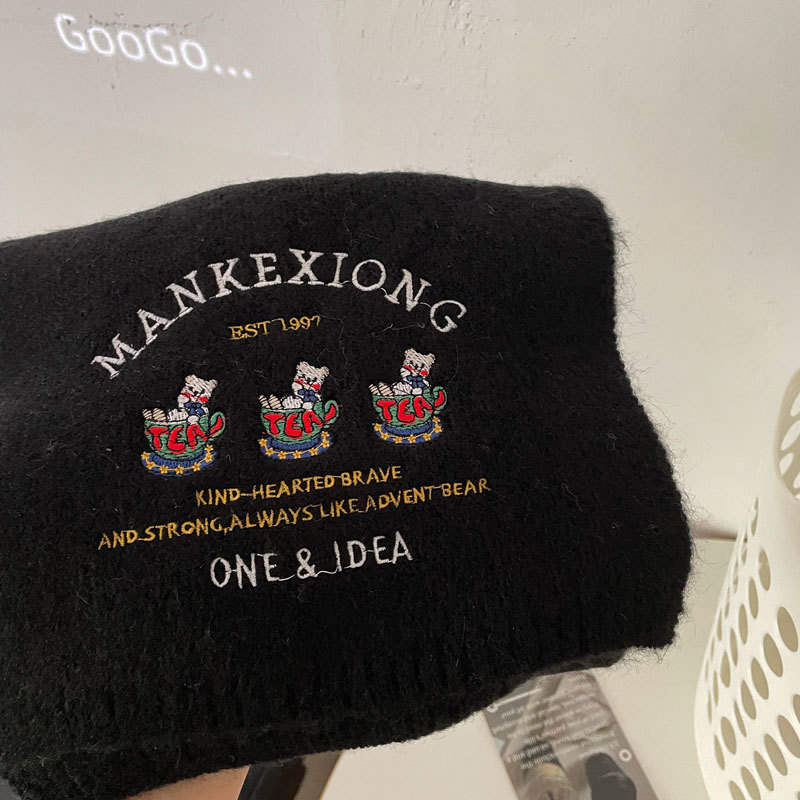 GooGo...
MANKEXIONG
EST 1997
TEA
TEA
TEA
KIND-HEARTED BRAVE
AND STRONG,ALWAYS LIKE ADVENT BEAR
ONE & IDEA